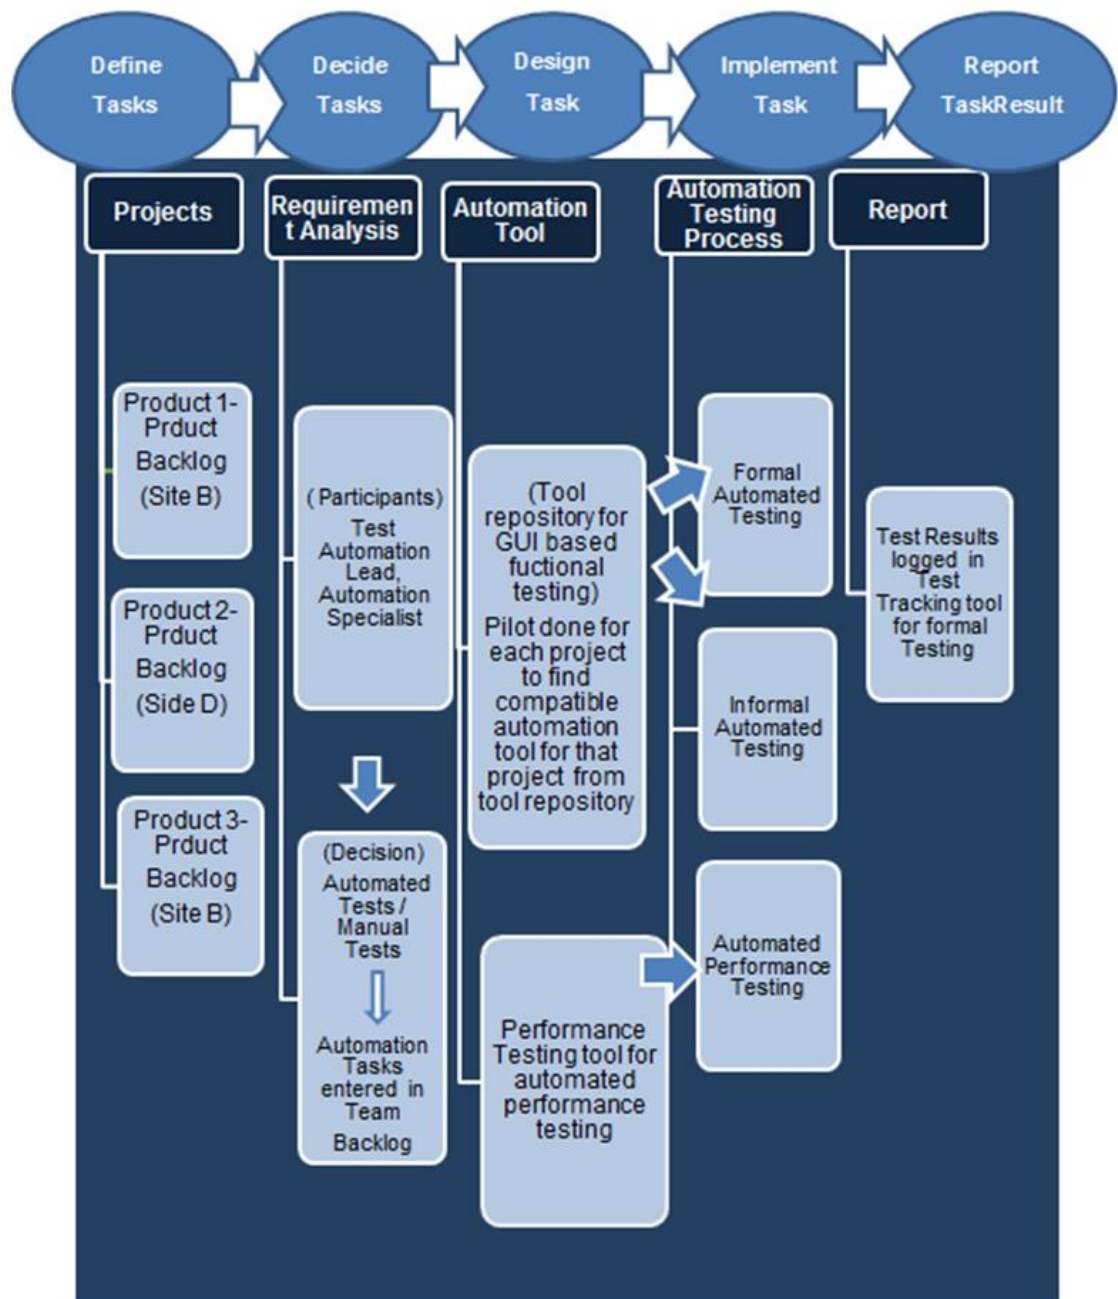 Define
Tasks
Decide
Tasks
Design
Task
Implement
Task
Report
TaskResult
Projects
Requiremen
t Analysis
Automation
Tool
Automation
Testing
Process
Report
Product 1-
Prduct
Backlog
(Site B)
Product 2-
Prduct
Backlog
(Side D)
Product 3-
Prduct
Backlog
(Site B)
( Participants)
Test
Automation
Lead,
Automation
Specialist
(Decision)
Automated
Tests /
Manual
Tests
Automation
Tasks
entered in
Team
Backlog
(Tool
repository for
GUI based
fuctional
testing)
Pilot done for
each project
to find
compatible
automation
tool for that
project from
tool repository
Performance
Testing tool for
automated
performance
testing
Formal
Automated
Testing
Informal
Automated
Testing
Automated
Performance
Testing
Test Results
logged in
Test
Tracking tool
for formal
Testing